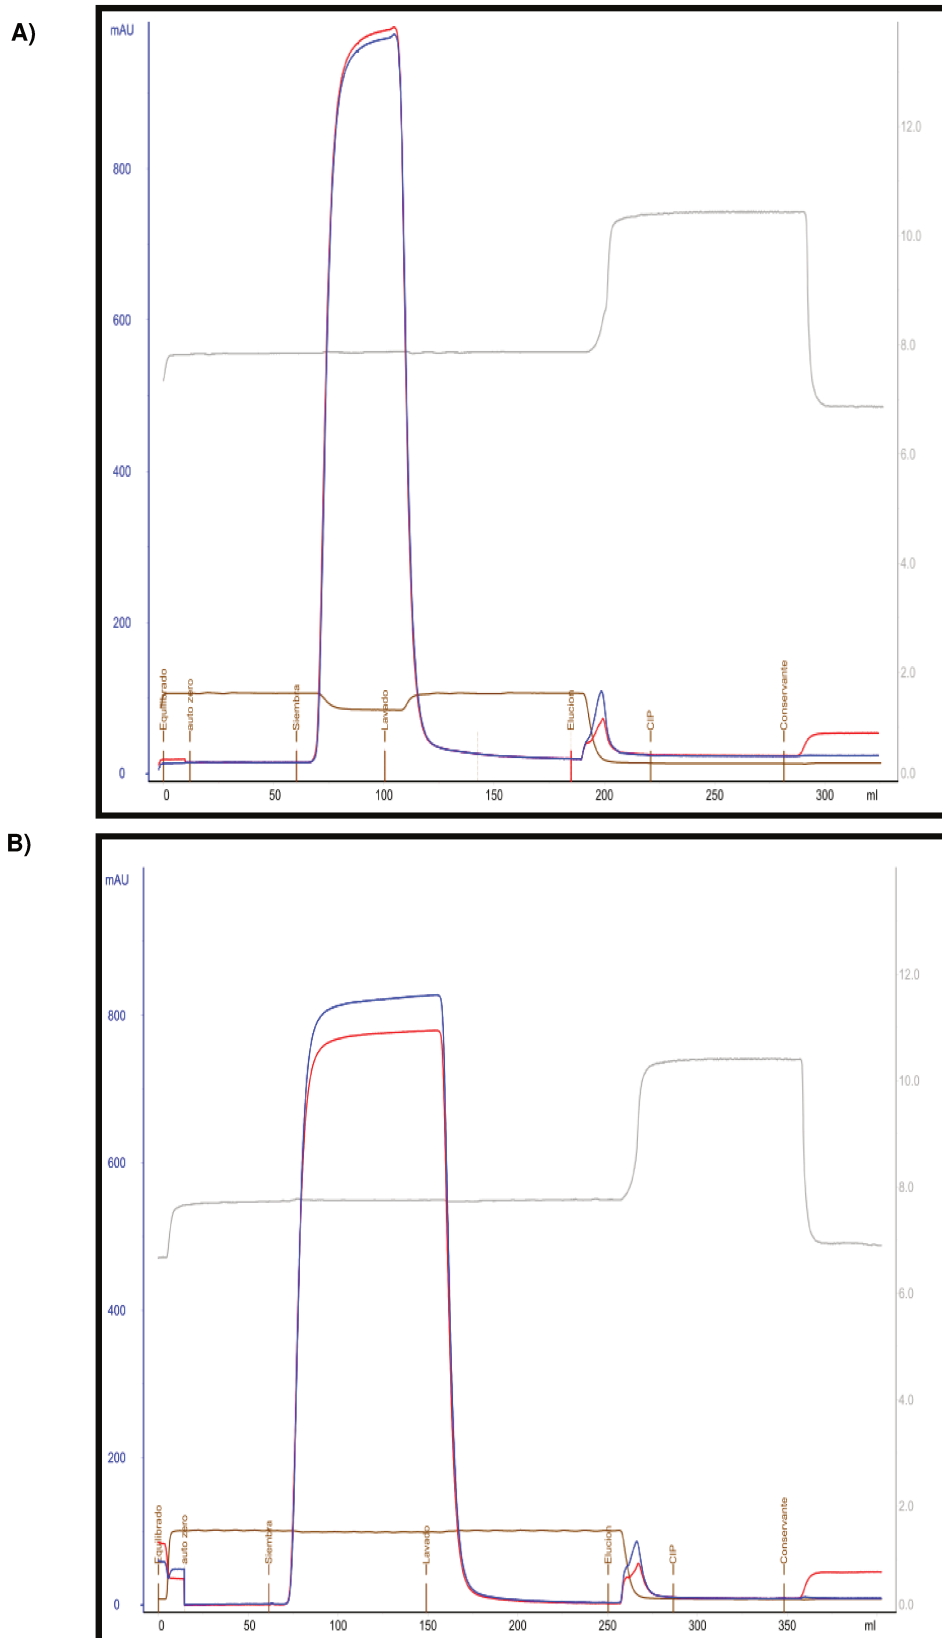 A)
mAU
800
600
400
200
0
12.0
10.0
8.0
6.0
4.0
2.0
0.0
Equilibrado
auto zero
Siembra
Lavado
Elucion
CIP
Conservante
0 50 100 150 200 250 300 ml
B)
mAU
800
600
400
200
0
12.0
10.0
8.0
6.0
4.0
2.0
0.0
Equilibrado
auto zero
Siembra
Lavado
Elucion
CIP
Conservante
0 50 100 150 200 250 300 350 ml